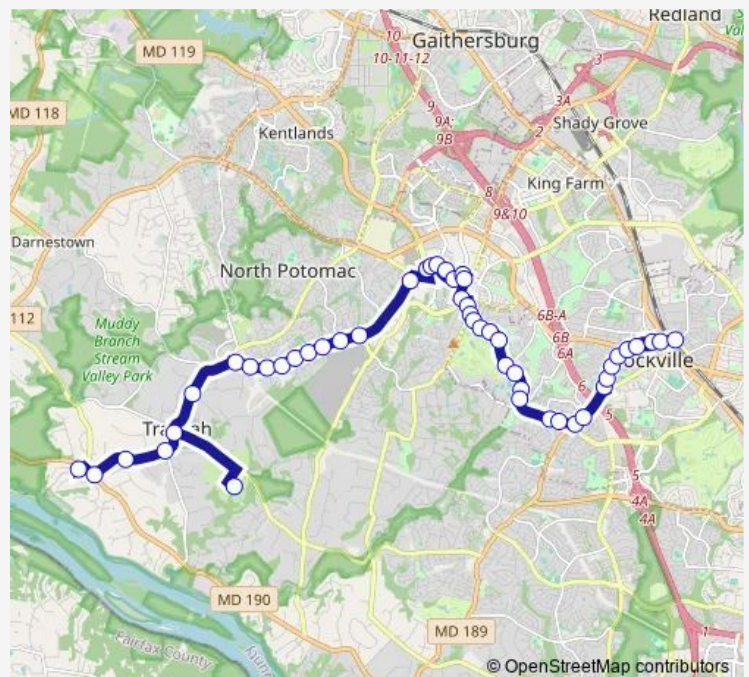 Redland
MD 119
10
Gaithersburg
10-11-12
3
MD 118
9
3A
9A;
9B
2
Shady Grove
Kentlands
8
King Farm
9&10
Darnestown
North Potomac
112
6B-A
6B
6A
Muddy
Branch
Stream
Valley Park
ockville
6
5
Tra ah
5
4A
4A
MD 190
MD 189
1
Fairfax County
© OpenStreetMap contributors